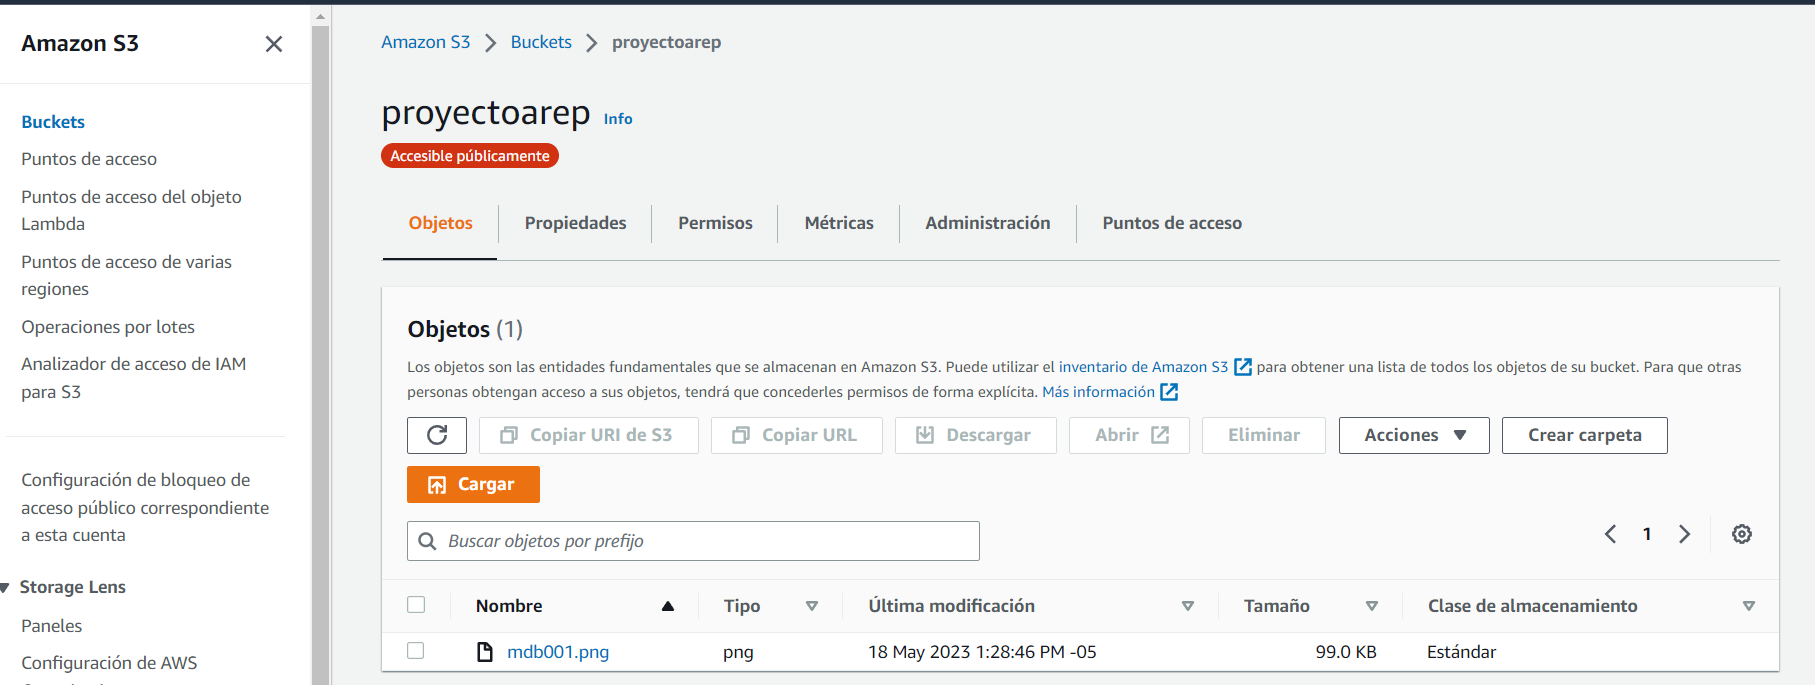 Amazon S3
Buckets
Puntos de acceso
Puntos de acceso del objeto
Lambda
Puntos de acceso de varias
regiones
Operaciones por lotes
Analizador de acceso de IAM
para S3
Configuración de bloqueo de
acceso público correspondiente
a esta cuenta
Storage Lens
Paneles
Configuración de AWS
Amazon S3 > Buckets > proyectoarep
proyectoarep Info
Accesible públicamente
Objetos Propiedades Permisos Métricas Administración Puntos de acceso
Objetos (1)
Los objetos son las entidades fundamentales que se almacenan en Amazon S3. Puede utilizar el inventario de Amazon S3 para obtener una lista de todos los objetos de su bucket. Para que otras
personas obtengan acceso a sus objetos, tendrá que concederles permisos de forma explícita. Más información
Copiar URI de S3 Copiar URL Descargar Abrir Eliminar Acciones Crear carpeta
Cargar
Buscar objetos por prefijo
1
Nombre Tipo Última modificación Tamaño Clase de almacenamiento
mdb001.png png 18 May 2023 1:28:46 PM -05 99.0 KB Estándar